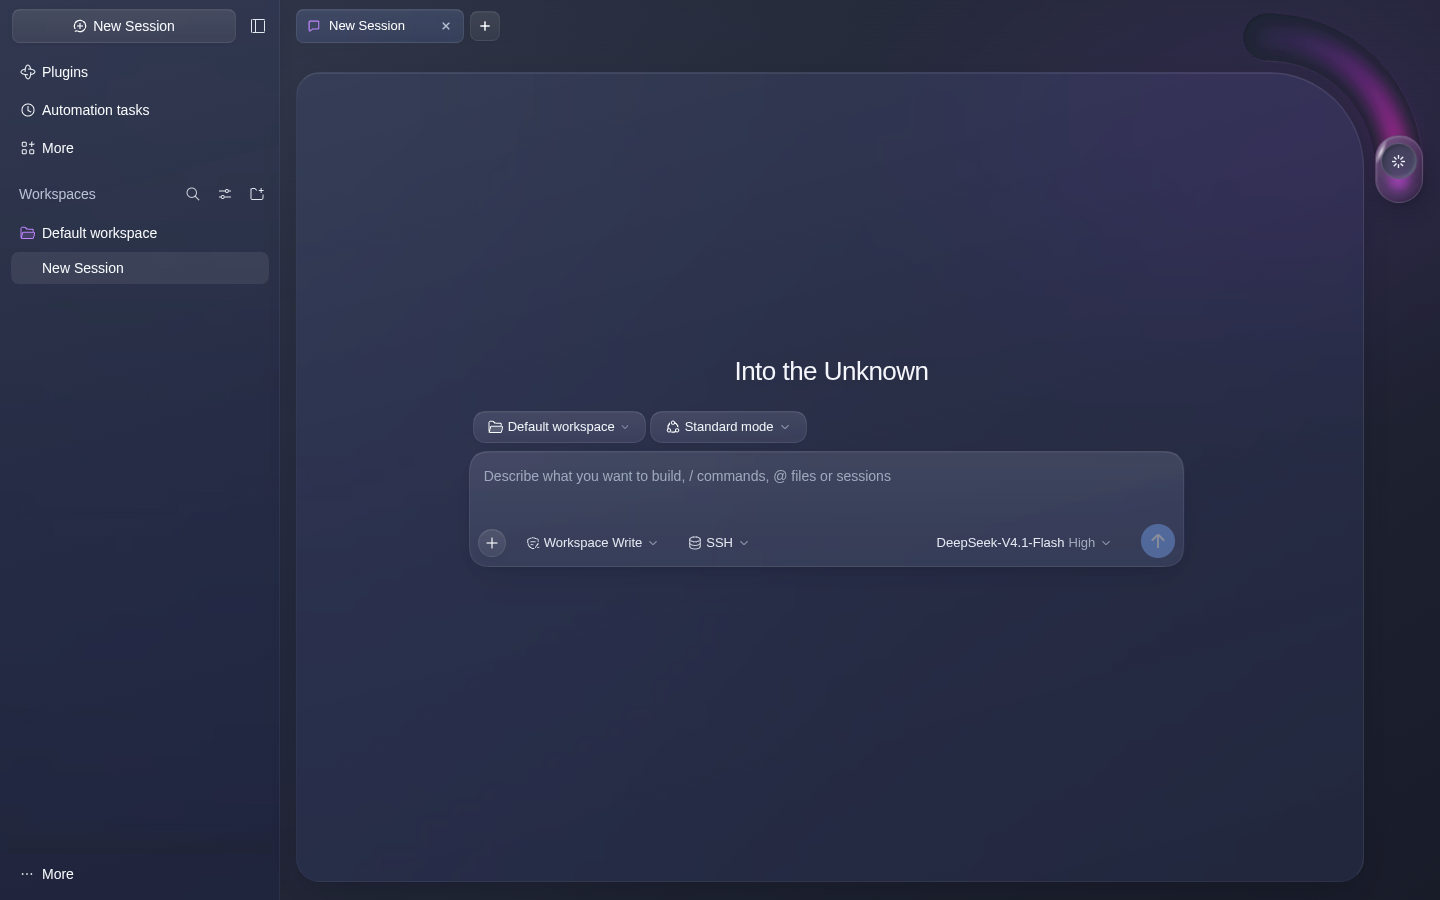 New Session
New Session
Plugins
Automation tasks
More
Workspaces
Default workspace
New Session
Into the Unknown
Default workspace
Standard mode
Describe what you want to build, / commands, @ files or sessions
Workspace Write
SSH
DeepSeek-V4.1-Flash High
More